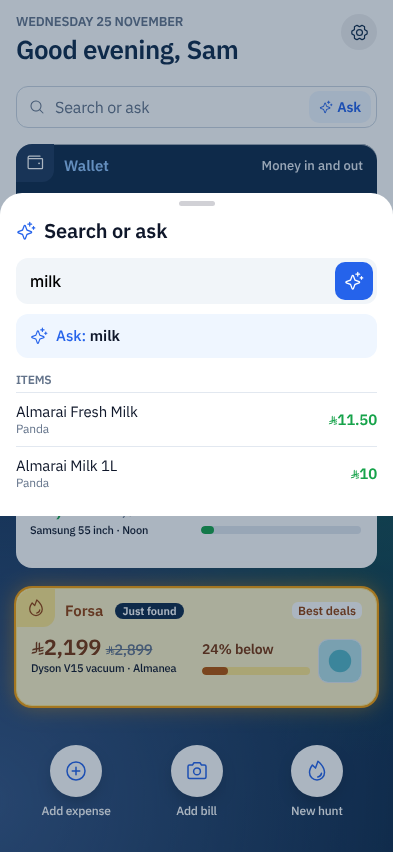 WEDNESDAY 25 NOVEMBER
Good evening, Sam
Search or ask
Ask
Wallet
Money in and out
Search or ask
milk
Ask: milk
ITEMS
Almarai Fresh Milk
Panda
⃁11.50
Almarai Milk 1L
Panda
⃁10
Samsung 55 inch · Noon
Forsa
Just found
Best deals
⃁2,199 ⃁2,899
24% below
Dyson V15 vacuum · Almanea
Add expense
Add bill
New hunt